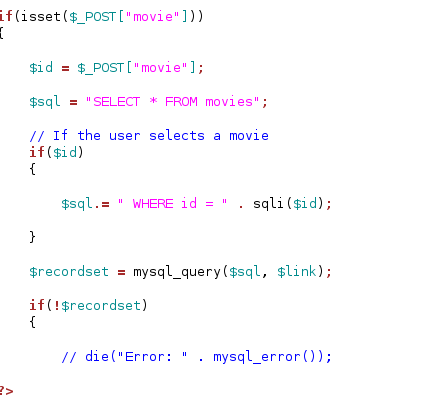 if(isset($_POST["movie"]))
{
$id = $_POST["movie"];
$sql = "SELECT * FROM movies";
// If the user selects a movie
if($id)
{
$sql.= " WHERE id = " . sqli($id);
}
$recordset = mysql_query($sql, $link);
if(!$recordset)
{
// die("Error: " . mysql_error());
?>